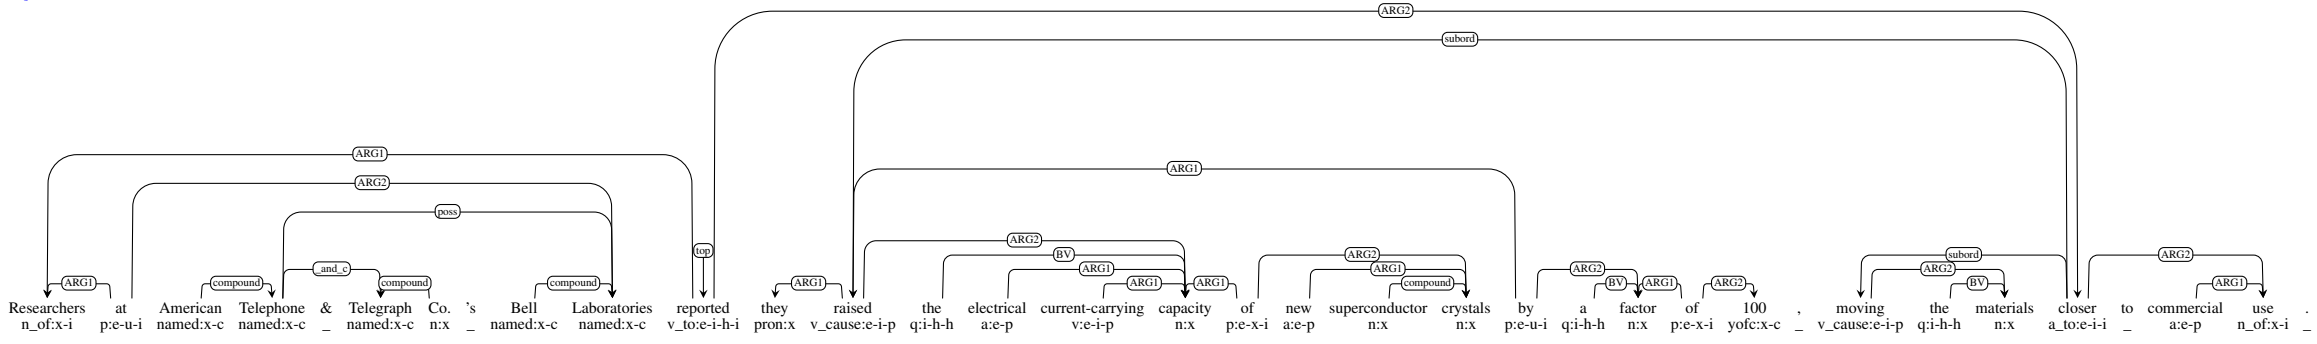 ARG2
subord
ARG1
ARG1
ARG2
poss
ARG2
top
BV
ARG2
subord
ARG2
_and_c
ARG1
ARG1
ARG2
ARG2
ARG1
compound
compound
compound
ARG1
ARG1
ARG1
compound
BV
ARG1
ARG2
BV
ARG1
Researchers at American Telephone & Telegraph Co. 's Bell Laboratories reported they raised the electrical current-carrying capacity of new superconductor crystals by a factor of 100 , moving the materials closer to commercial use .
n_of:x-i p:e-u-i named:x-c named:x-c _ named:x-c n:x _ named:x-c named:x-c v_to:e-i-h-i pron:x v_cause:e-i-p q:i-h-h a:e-p v:e-i-p n:x p:e-x-i a:e-p n:x n:x p:e-u-i q:i-h-h n:x p:e-x-i yofc:x-c _ v_cause:e-i-p q:i-h-h n:x a_to:e-i-i _ a:e-p n_of:x-i _